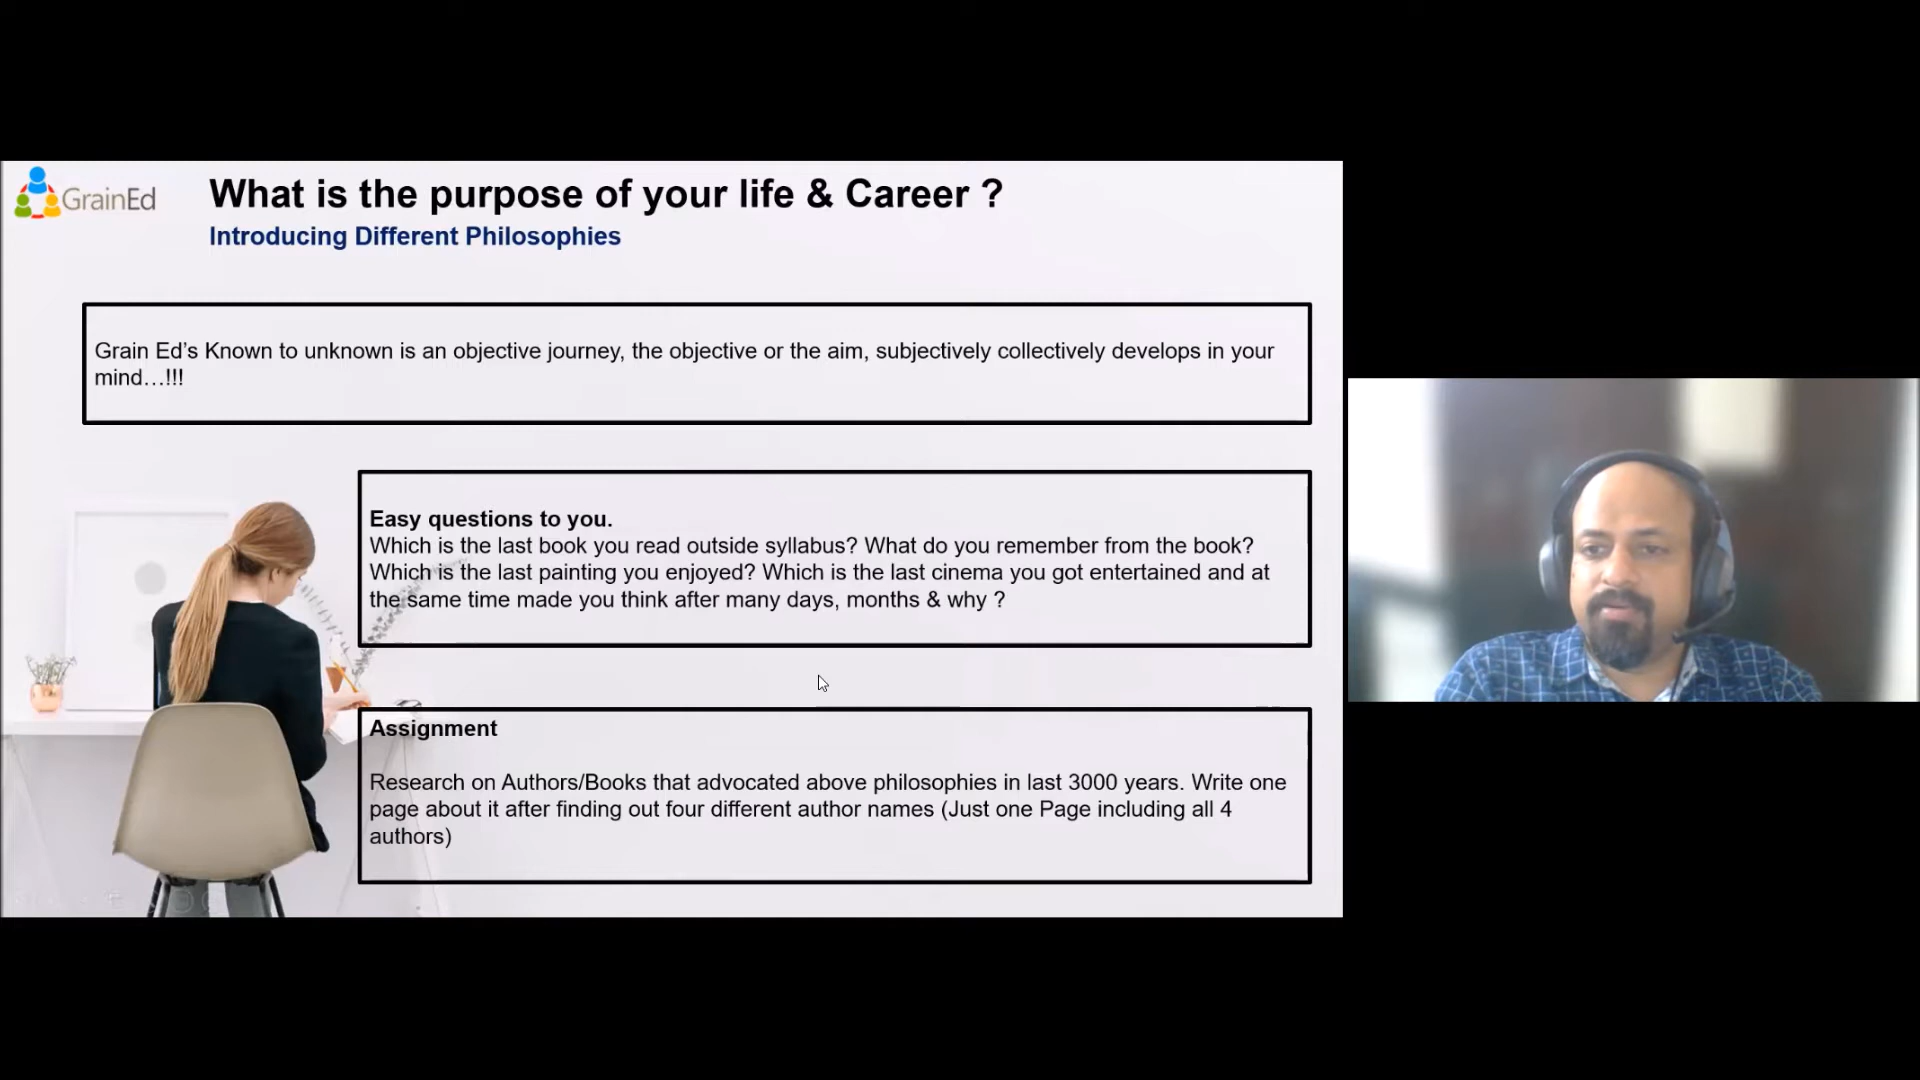 GrainEd
What is the purpose of your life & Career ?
Introducing Different Philosophies
Grain Ed’s Known to unknown is an objective journey, the objective or the aim, subjectively collectively develops in your
mind…!!!
Easy questions to you.
Which is the last book you read outside syllabus? What do you remember from the book?
Which is the last painting you enjoyed? Which is the last cinema you got entertained and at
the same time made you think after many days, months & why ?
Assignment
Research on Authors/Books that advocated above philosophies in last 3000 years. Write one
page about it after finding out four different author names (Just one Page including all 4
authors)